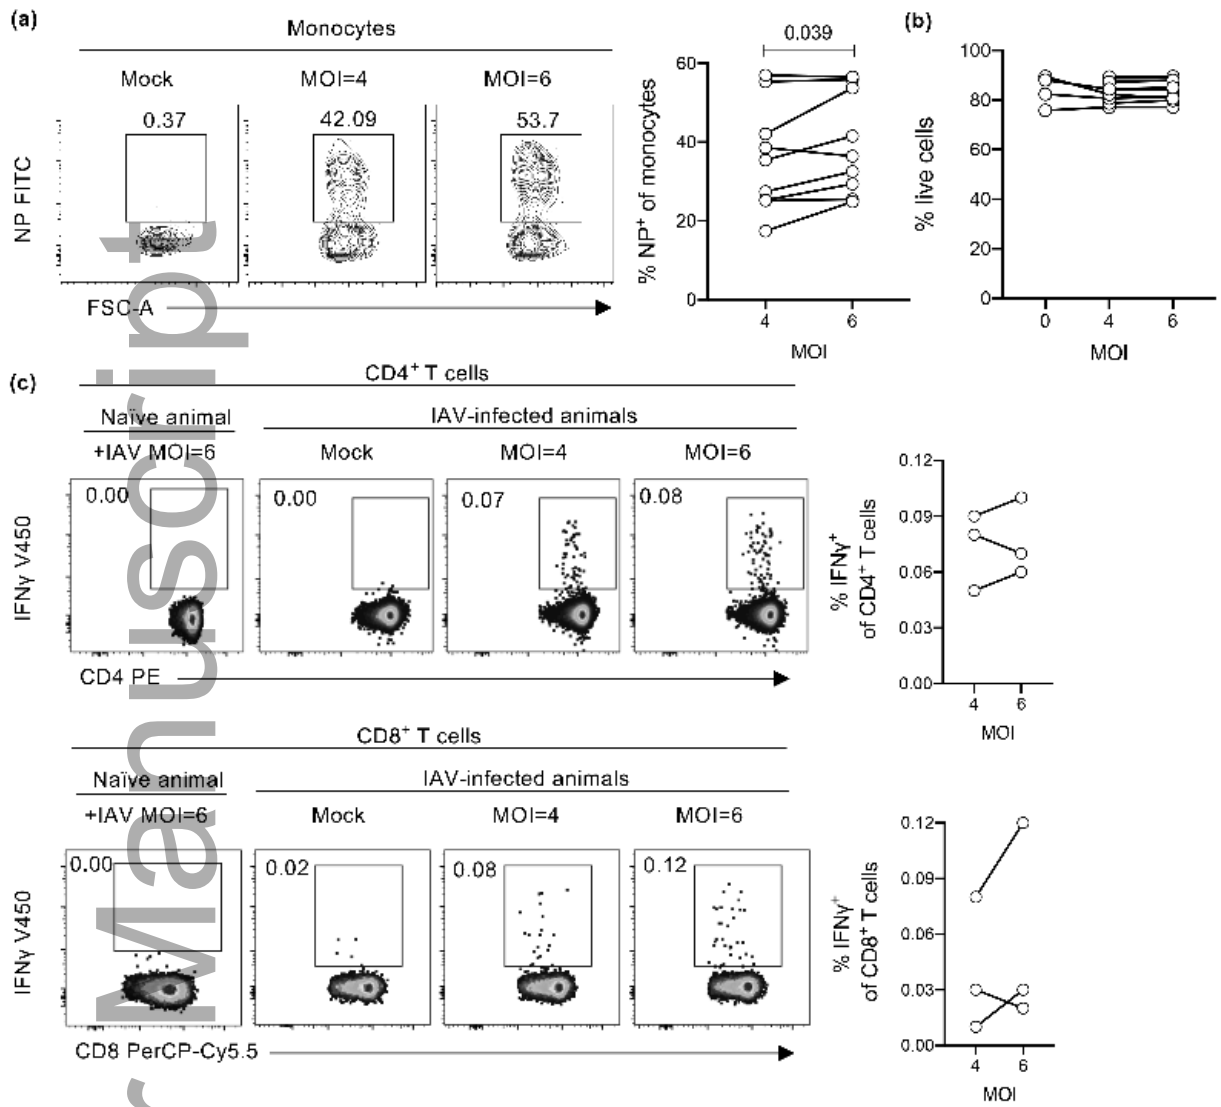 (a)
Monocytes
Mock
MOI=4
MOI=6
0.37
42.09
53.7
NP FITC
FSC-A
0.039
% NP+ of monocytes
60
40
20
0
4
6
MOI
(b)
% live cells
100
80
60
40
20
0
0
4
6
MOI
(c)
CD4+ T cells
Naïve animal
IAV-infected animals
+IAV MOI=6
Mock
MOI=4
MOI=6
0.00
0.00
0.07
0.08
IFNγ V450
CD4 PE
% IFNγ+
of CD4+ T cells
0.12
0.09
0.06
0.03
0.00
4
6
MOI
CD8+ T cells
Naïve animal
IAV-infected animals
+IAV MOI=6
Mock
MOI=4
MOI=6
0.00
0.02
0.08
0.12
IFNγ V450
CD8 PerCP-Cy5.5
% IFNγ+
of CD8+ T cells
0.12
0.09
0.06
0.03
0.00
4
6
MOI
r Manuscript